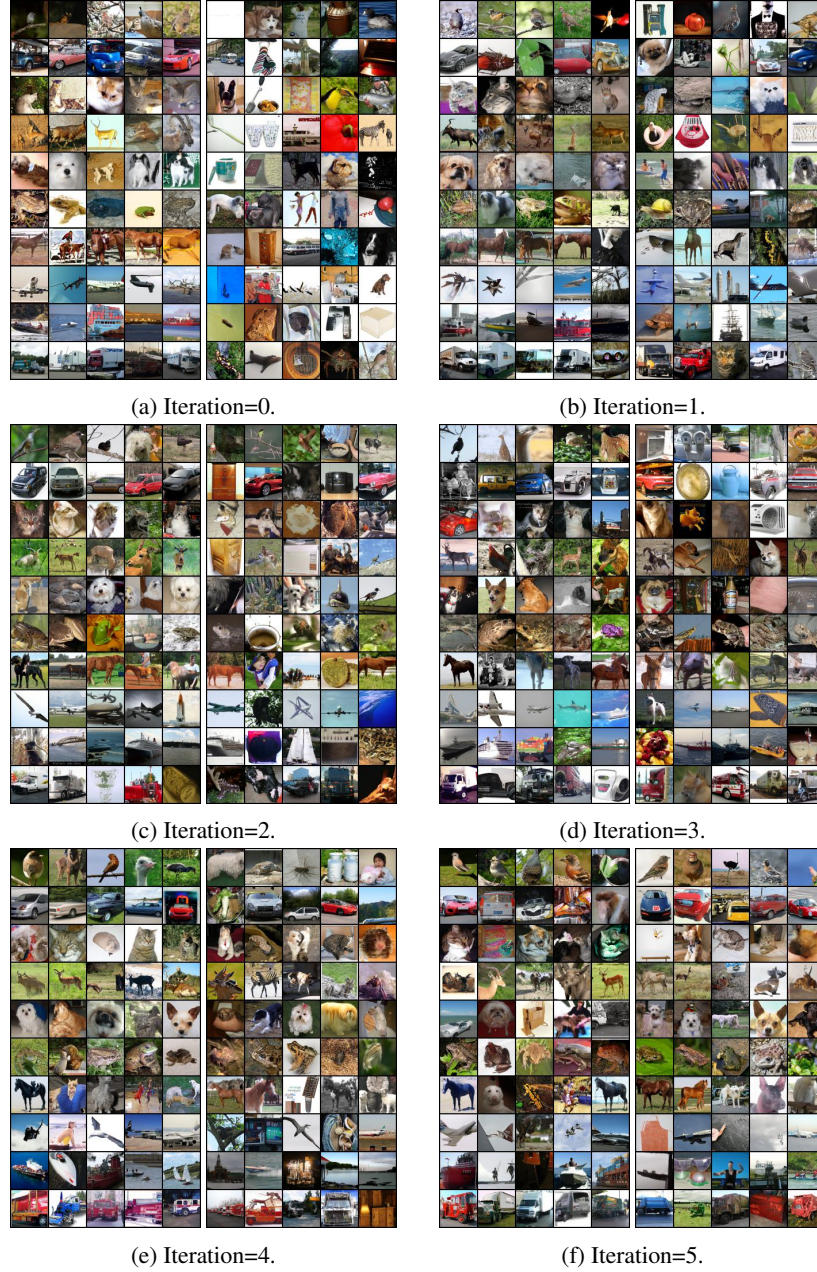 (a) Iteration=0.
(b) Iteration=1.
(c) Iteration=2.
(d) Iteration=3.
(e) Iteration=4.
(f) Iteration=5.